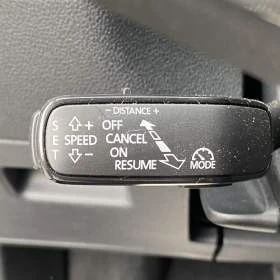 - DISTANCE +
S + OFF
E SPEED CANCEL
ON
T - RESUME MODE